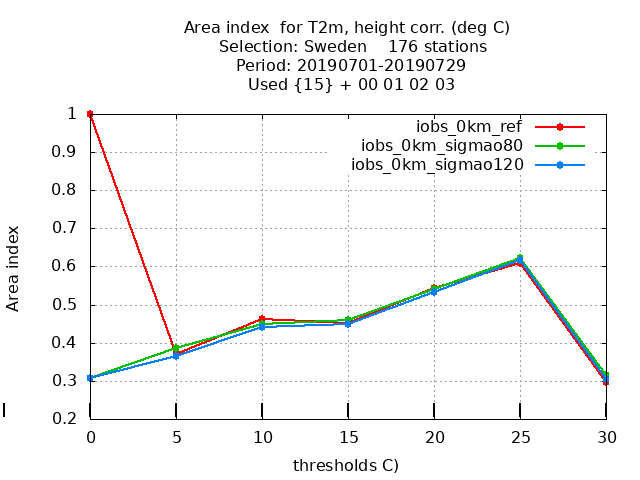 Area index  for T2m, height corr. (deg C)
Selection: Sweden    176 stations
Period: 20190701-20190729
Used {15} + 00 01 02 03
iobs_0km_ref
iobs_0km_sigmao80
iobs_0km_sigmao120
1
0.9
0.8
0.7
0.6
0.5
0.4
0.3
0.2
Area index
0 5 10 15 20 25 30
thresholds C)